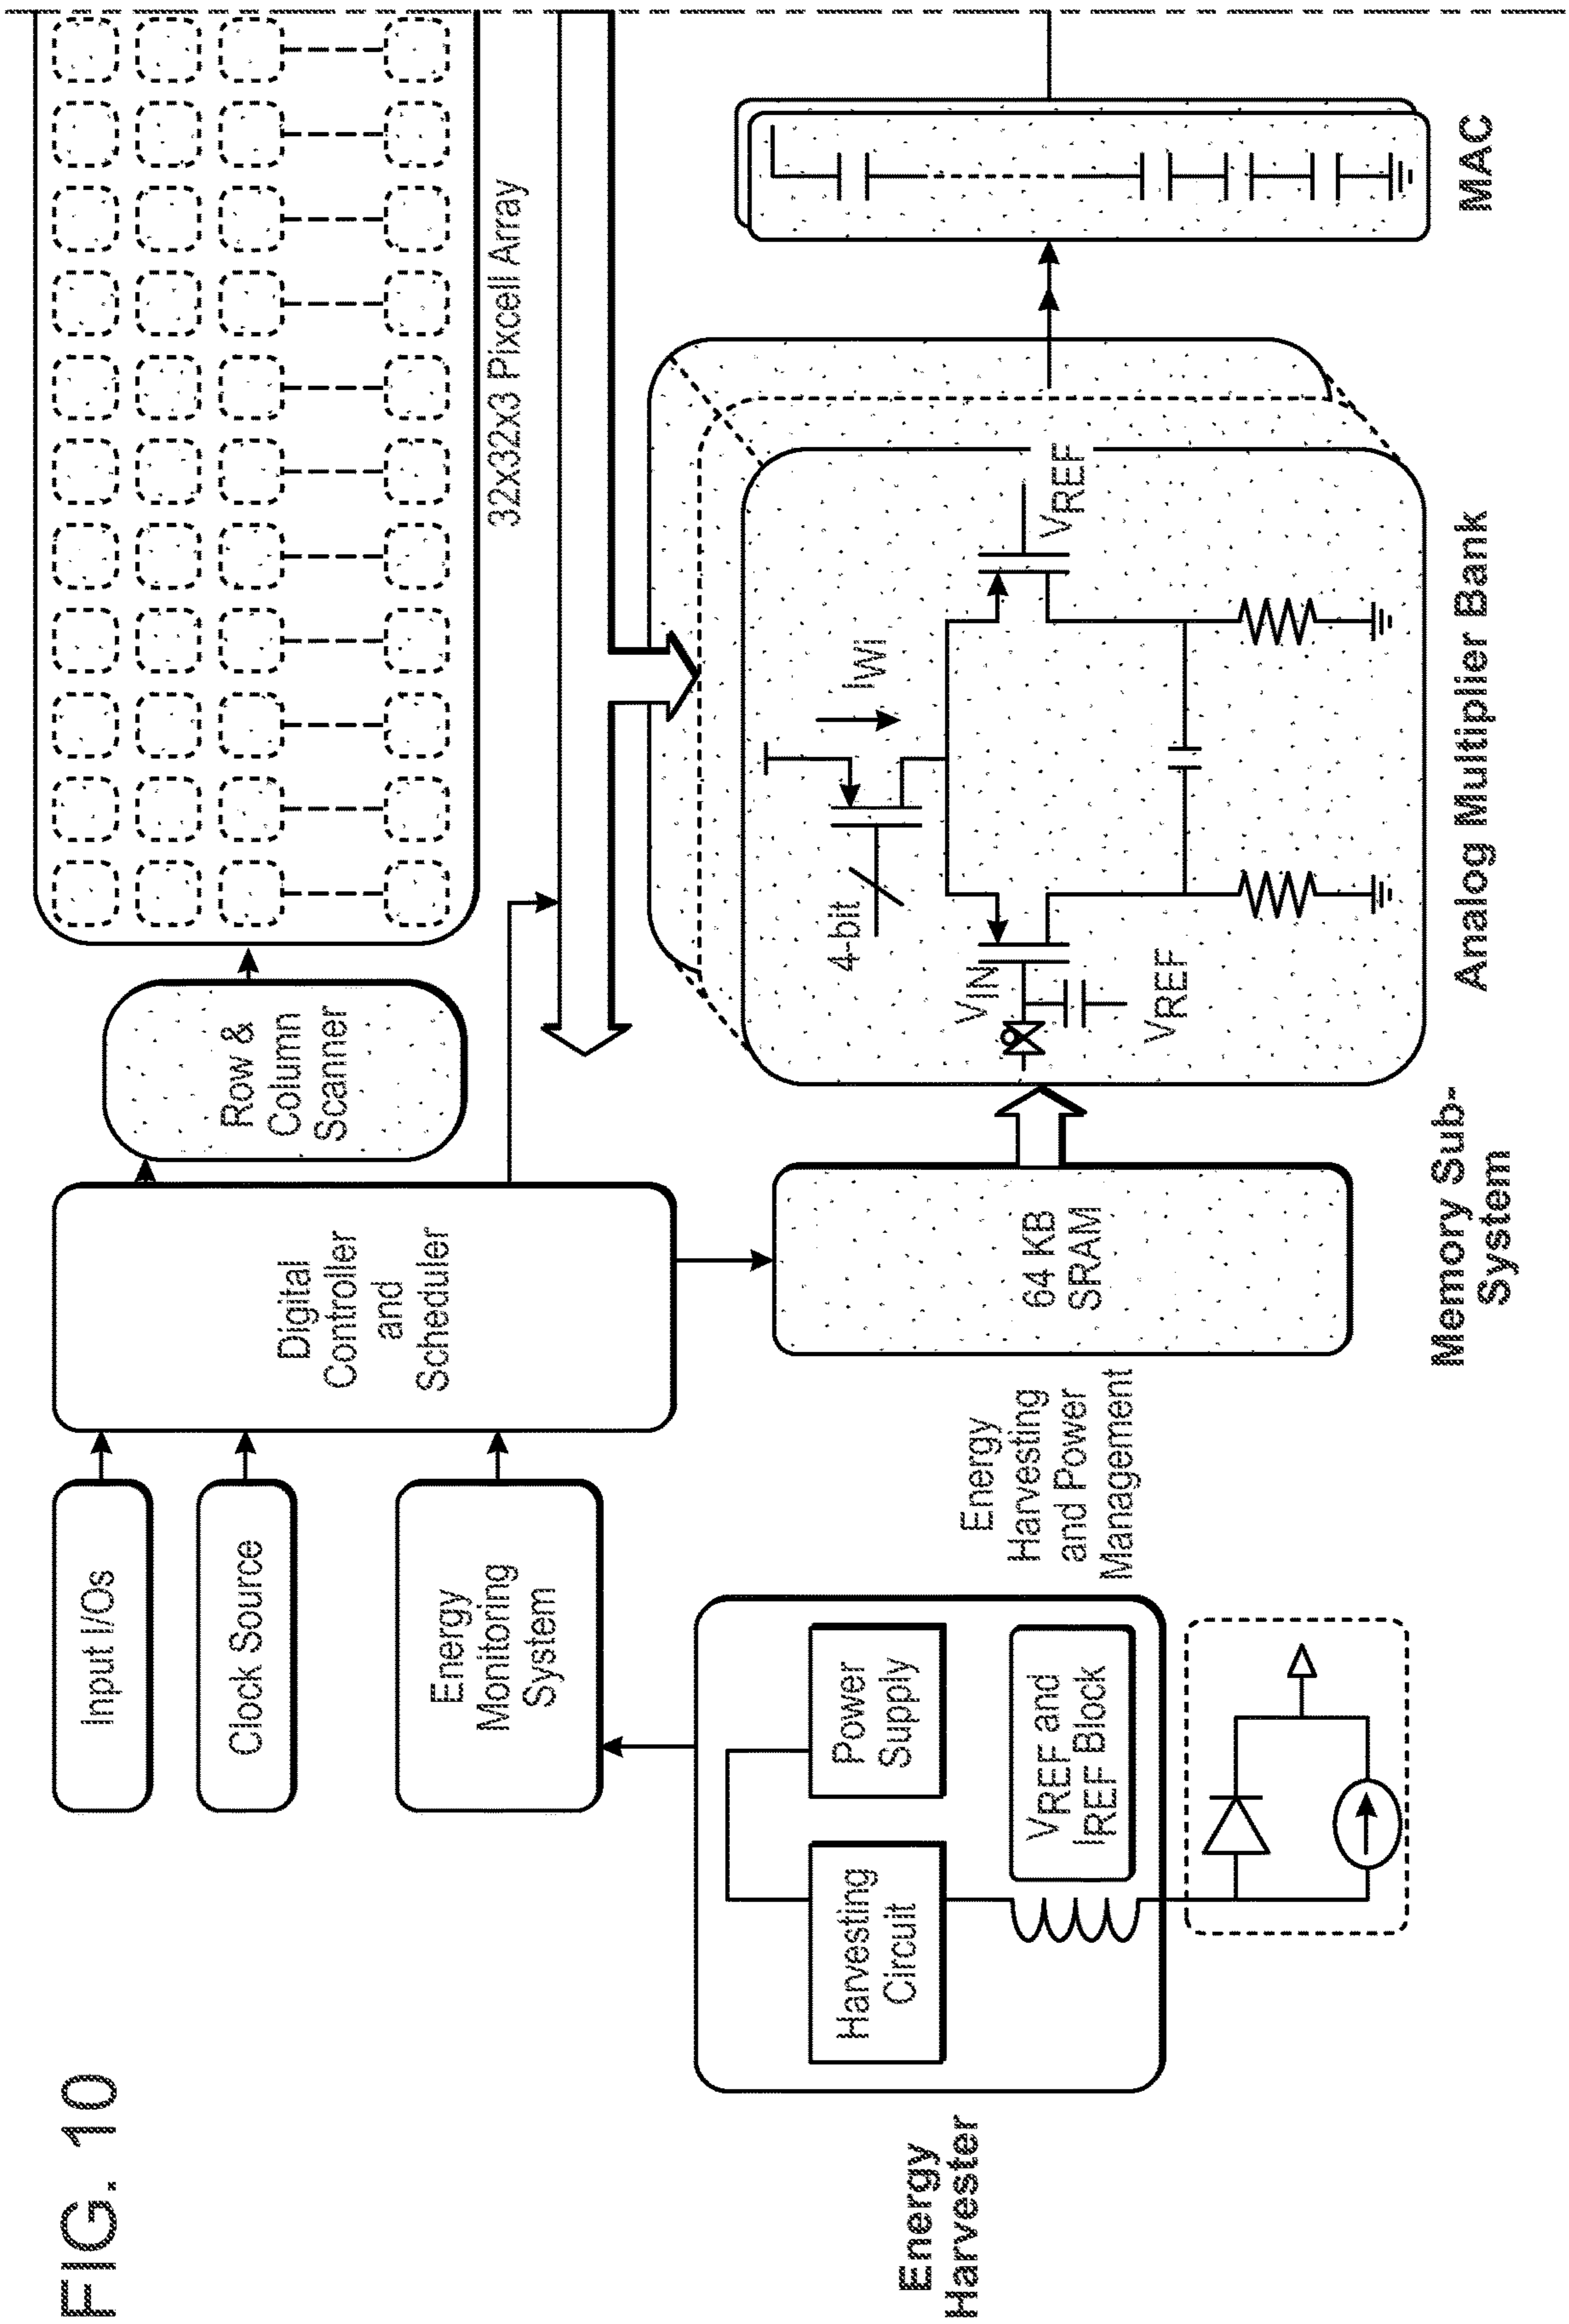 FIG. 10
Input I/Os
Clock Source
Energy
Monitoring
System
Digital
Controller
and
Scheduler
Row &
Column
Scanner
32x32x3 Pixcell Array
Energy
Harvester
Harvesting
Circuit
Power
Supply
VREF and
IREF Block
Energy
Harvesting
and Power
Management
64 KB
SRAM
Memory Sub-
System
4-bit
IWi
VIN
VREF
VREF
Analog Multiplier Bank
MAC